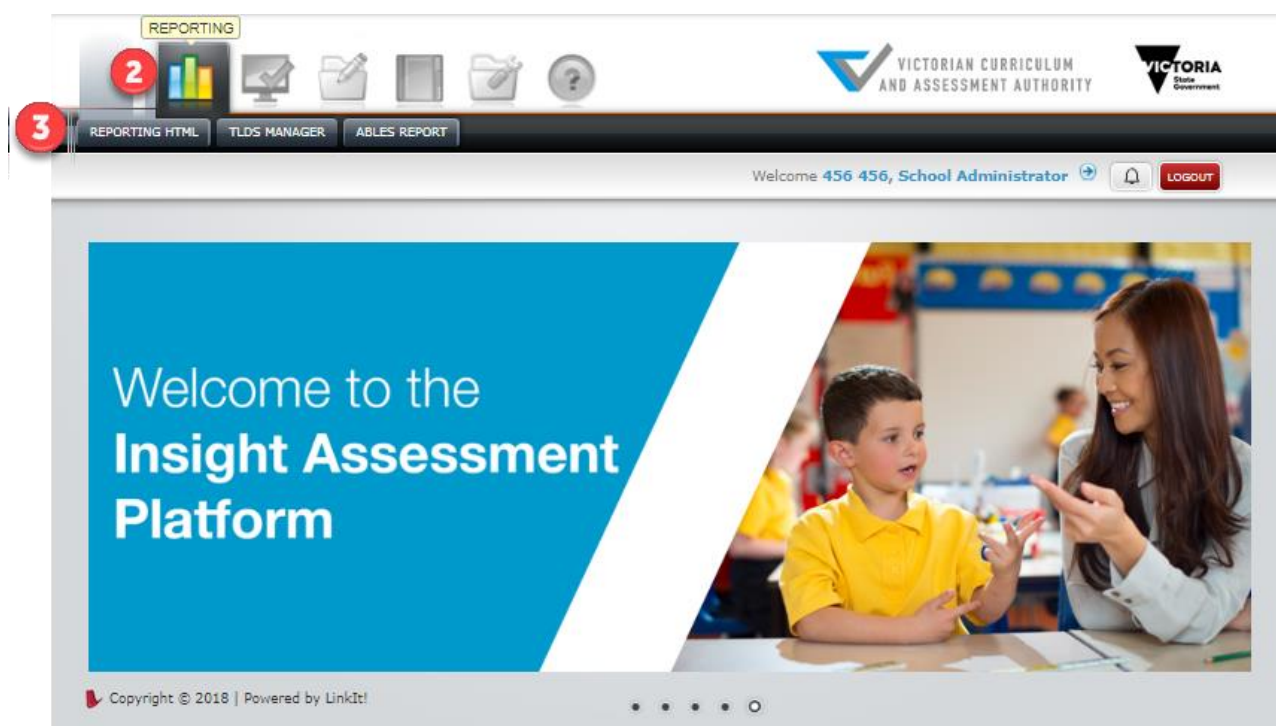 REPORTING
2
?
VICTORIAN CURRICULUM
AND ASSESSMENT AUTHORITY
VICTORIA
State
Government
3
REPORTING HTML
TLDS MANAGER
ABLES REPORT
Welcome 456 456, School Administrator
LOGOUT
Welcome to the
Insight Assessment
Platform
Copyright © 2018 | Powered by LinkIt!